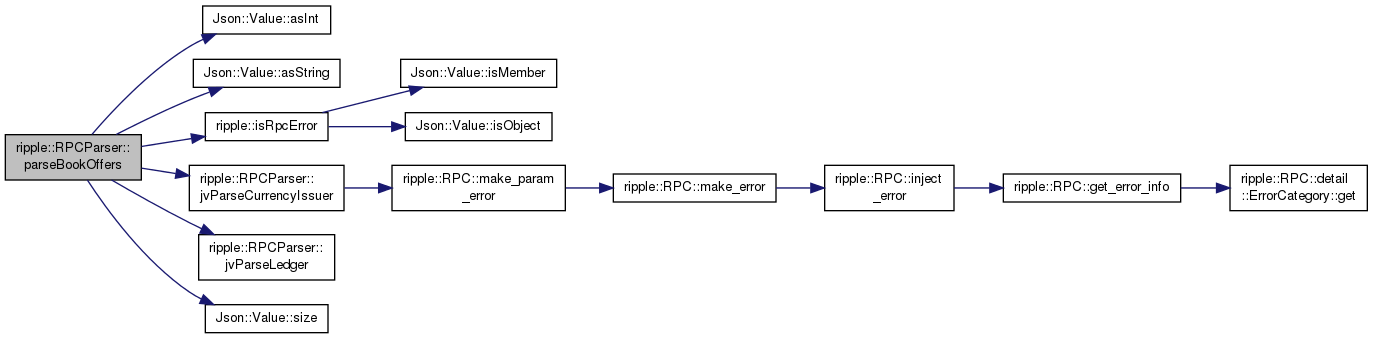 Json::Value::asInt
Json::Value::asString
Json::Value::isMember
ripple::isRpcError
Json::Value::isObject
ripple::RPCParser::
parseBookOffers
ripple::RPCParser::
jvParseCurrencyIssuer
ripple::RPC::make_param
_error
ripple::RPC::make_error
ripple::RPC::inject
_error
ripple::RPC::get_error_info
ripple::RPC::detail
::ErrorCategory::get
ripple::RPCParser::
jvParseLedger
Json::Value::size